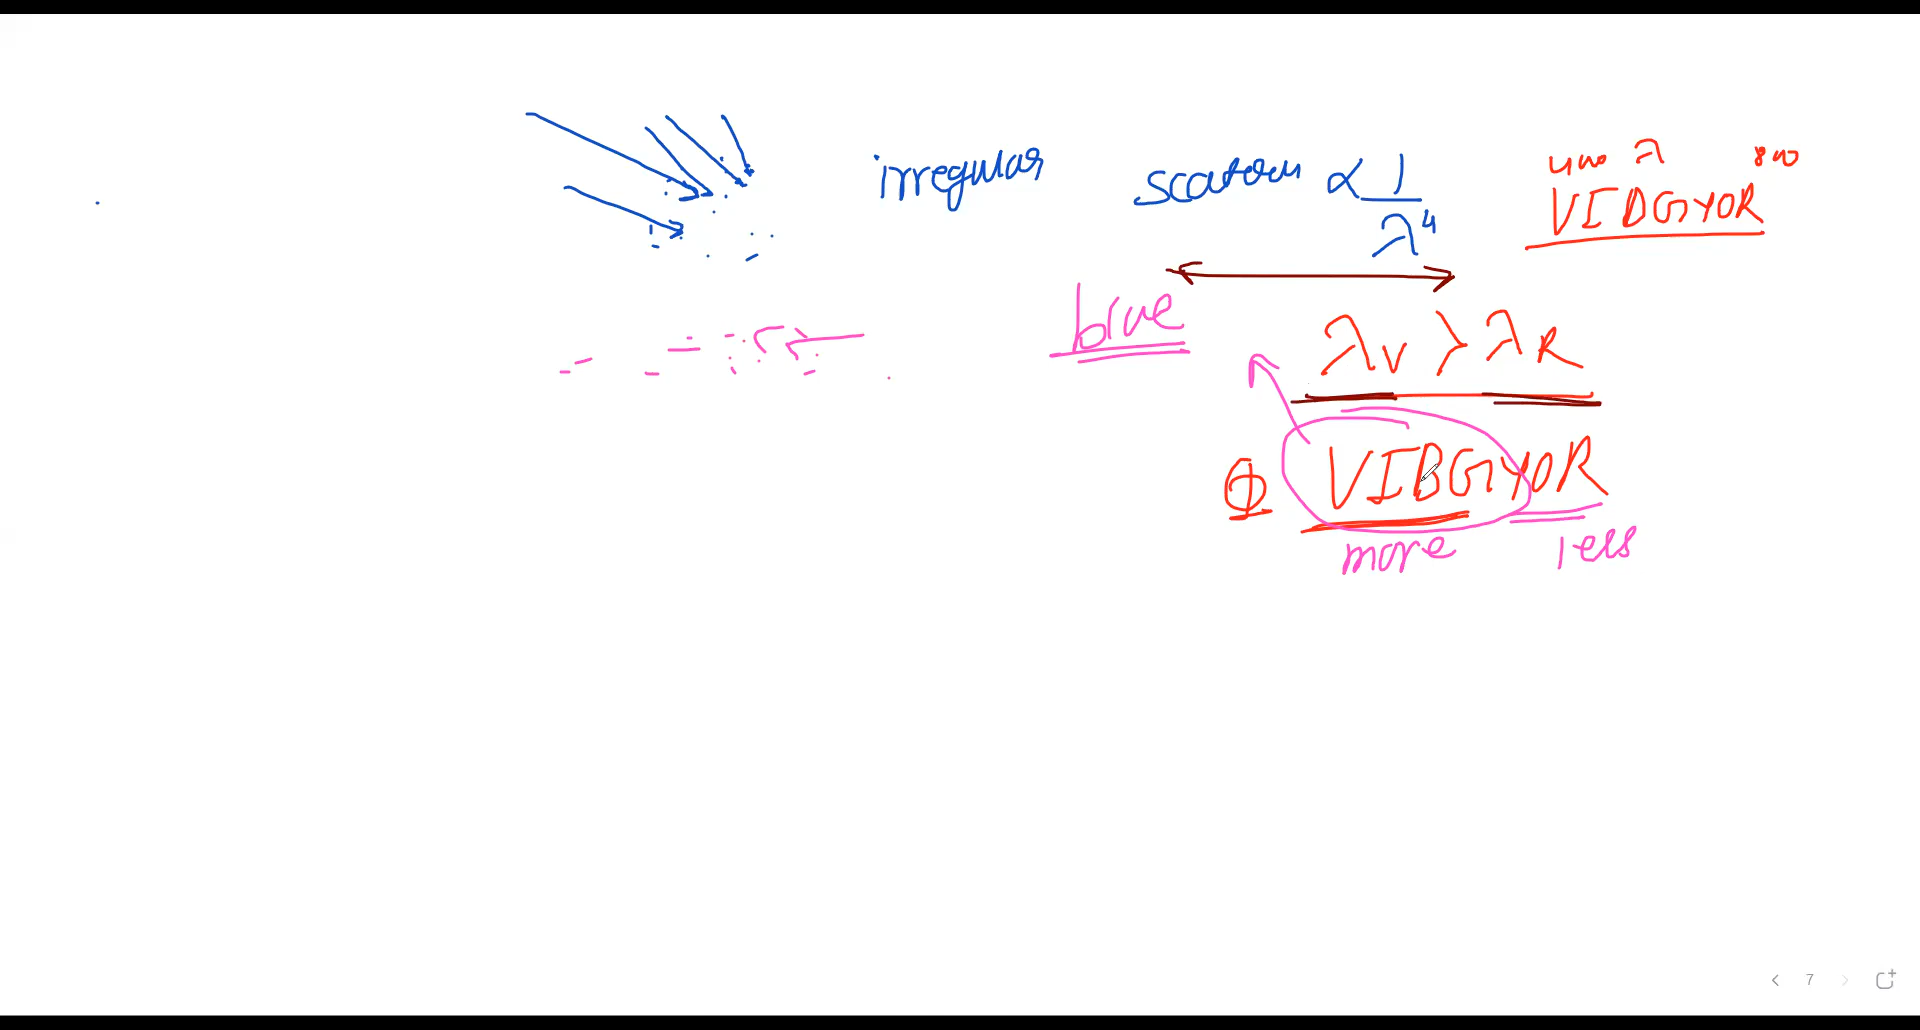 irregular
scatter ∝ 1/λ⁴
400 λ 800
VIBGYOR
blue
λV > λR
VIBGYOR
more less
7